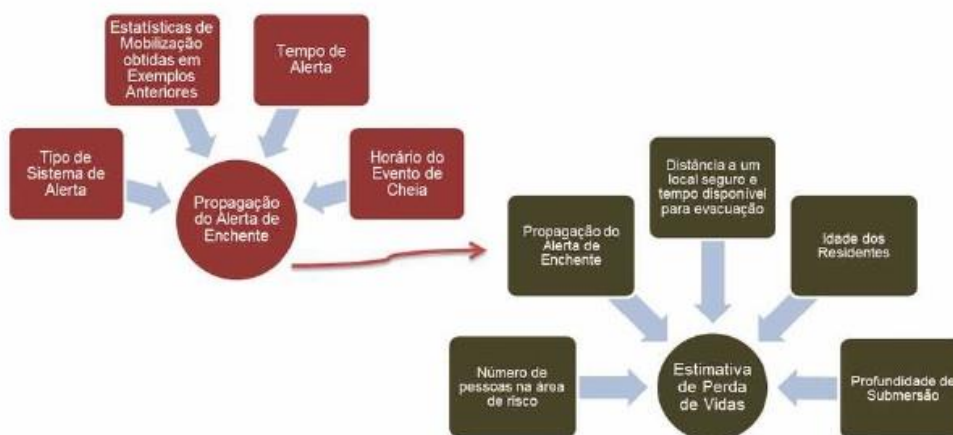 Estatísticas de
Mobilização
obtidas em
Exemplos
Anteriores
Tempo de
Alerta
Tipo de
Sistema de
Alerta
Horário do
Evento de
Cheia
Propagação
do Alerta de
Enchente
Distância a um
local seguro e
tempo disponível
para evacuação
Propagação do
Alerta de
Enchente
Idade dos
Residentes
Número de
pessoas na área
de risco
Estimativa
de Perda
de Vidas
Profundidade de
Submersão